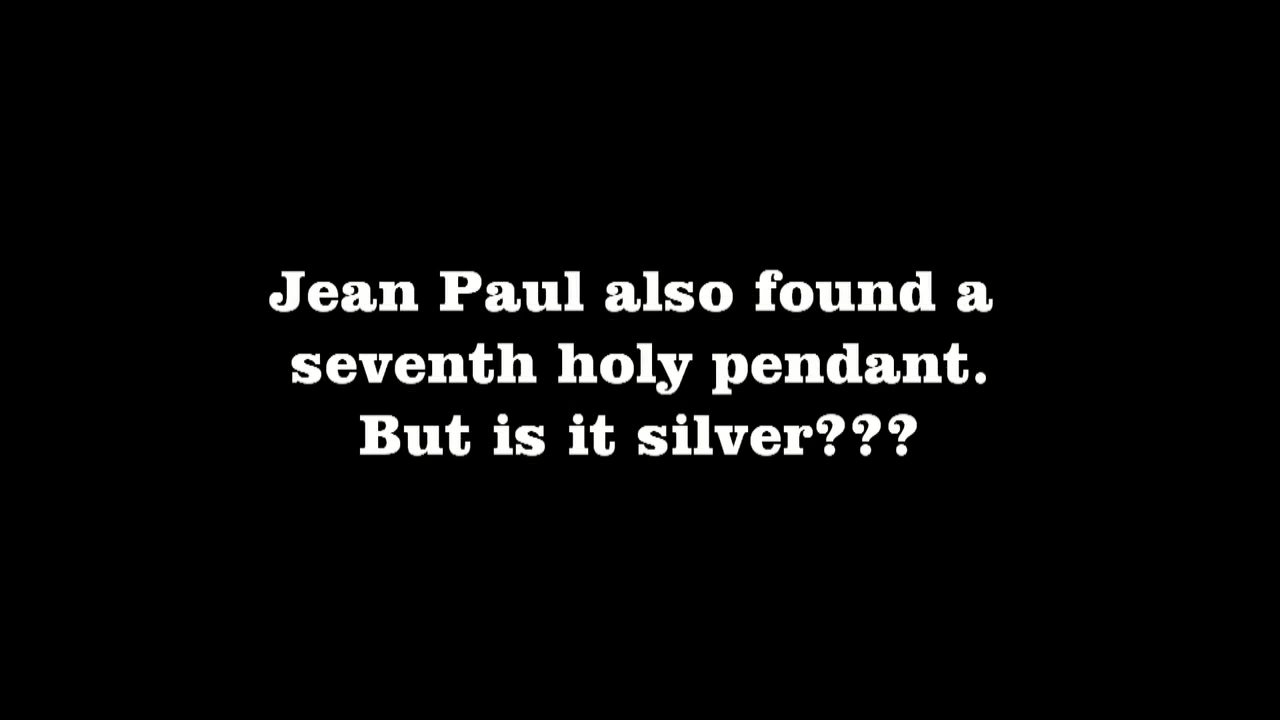 Jean Paul also found a
seventh holy pendant.
But is it silver???